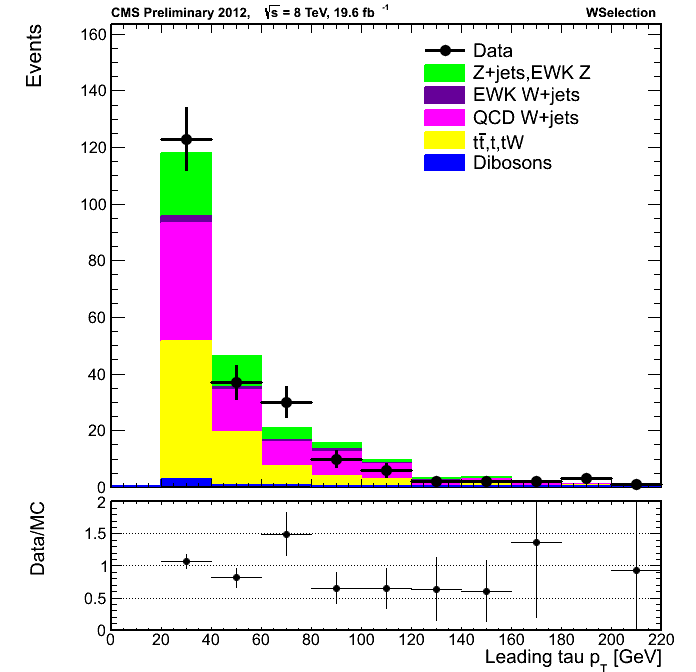 CMS Preliminary 2012, √s = 8 TeV, 19.6 fb⁻¹ WSelection
Events
160
140
120
100
80
60
40
20
0
Data
Z+jets,EWK Z
EWK W+jets
QCD W+jets
tt̅,t,tW
Dibosons
Data/MC
2
1.5
1
0.5
0
0 20 40 60 80 100 120 140 160 180 200 220
Leading tau p_T [GeV]